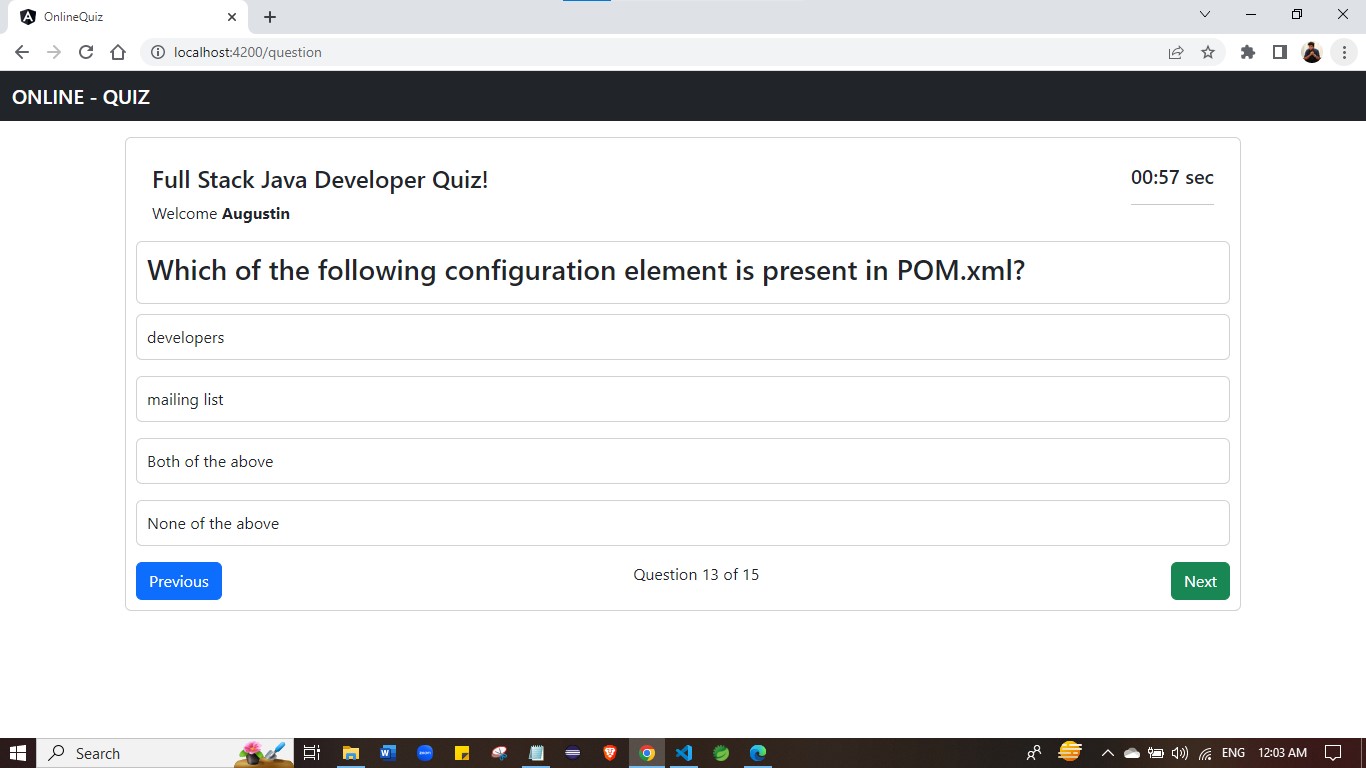 OnlineQuiz
localhost:4200/question
ONLINE - QUIZ
Full Stack Java Developer Quiz!
00:57 sec
Welcome Augustin
Which of the following configuration element is present in POM.xml?
developers
mailing list
Both of the above
None of the above
Previous
Question 13 of 15
Next
Search
ENG
12:03 AM